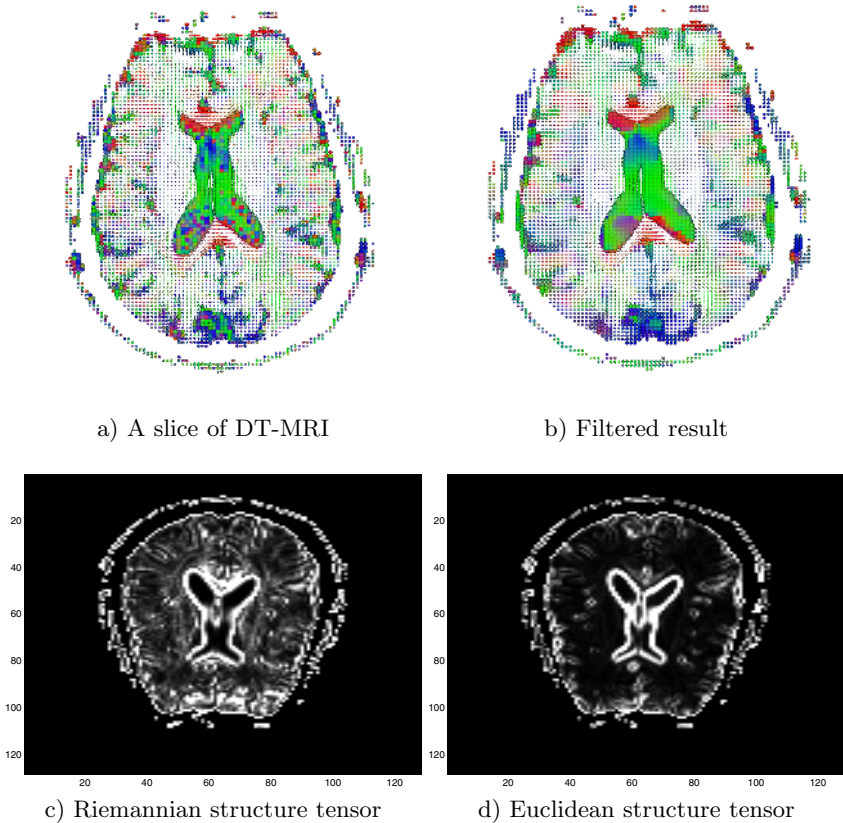 a) A slice of DT-MRI
b) Filtered result
20
40
60
80
100
120
20 40 60 80 100 120
c) Riemannian structure tensor
20
40
60
80
100
120
20 40 60 80 100 120
d) Euclidean structure tensor